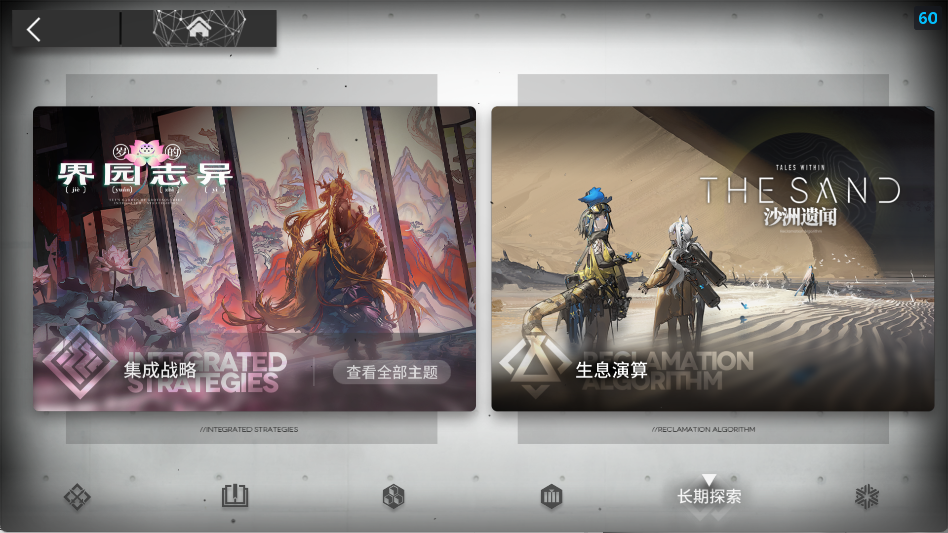 60
岁的
界园志异
(jiè) (yuán) (zhì) (yì)
TALES WITHIN
THE SAND
沙洲遗闻
INTEGRATED
STRATEGIES
集成战略
查看全部主题
RECLAMATION
ALGORITHM
生息演算
//INTEGRATED STRATEGIES
//RECLAMATION ALGORITHM
长期探索